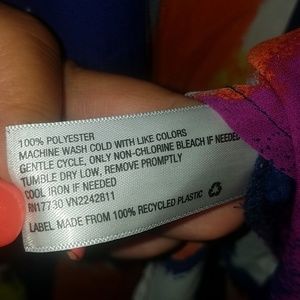 100% POLYESTER
MACHINE WASH COLD WITH LIKE COLORS
GENTLE CYCLE, ONLY NON-CHLORINE BLEACH IF NEEDED
TUMBLE DRY LOW, REMOVE PROMPTLY
COOL IRON IF NEEDED
RN17730 VN2242811
LABEL MADE FROM 100% RECYCLED PLASTIC